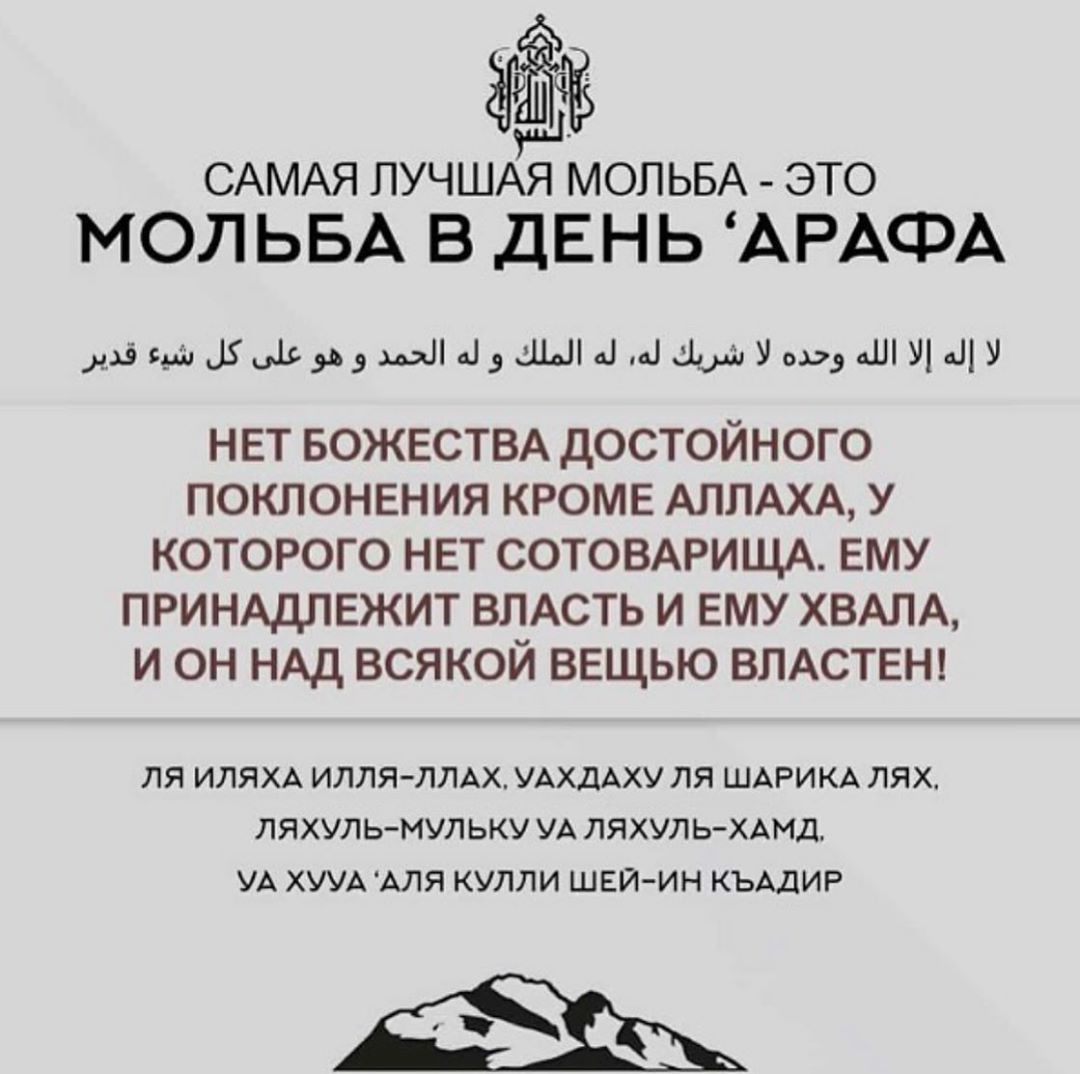 САМАЯ ЛУЧШАЯ МОЛЬБА - ЭТО
МОЛЬБА В ДЕНЬ ‘АРАФА
لا إله إلا الله وحده لا شريك له، له الملك و له الحمد و هو على كل شيء قدير
НЕТ БОЖЕСТВА ДОСТОЙНОГО
ПОКЛОНЕНИЯ КРОМЕ АЛЛАХА, У
КОТОРОГО НЕТ СОТОВАРИЩА. ЕМУ
ПРИНАДЛЕЖИТ ВЛАСТЬ И ЕМУ ХВАЛА,
И ОН НАД ВСЯКОЙ ВЕЩЬЮ ВЛАСТЕН!
ЛЯ ИЛЯХА ИЛЛЯ-ЛЛАХ, УАХДАХУ ЛЯ ШАРИКА ЛЯХ,
ЛЯХУЛЬ-МУЛЬКУ УА ЛЯХУЛЬ-ХАМД,
УА ХУУА ‘АЛЯ КУЛЛИ ШЕЙ-ИН КЪАДИР